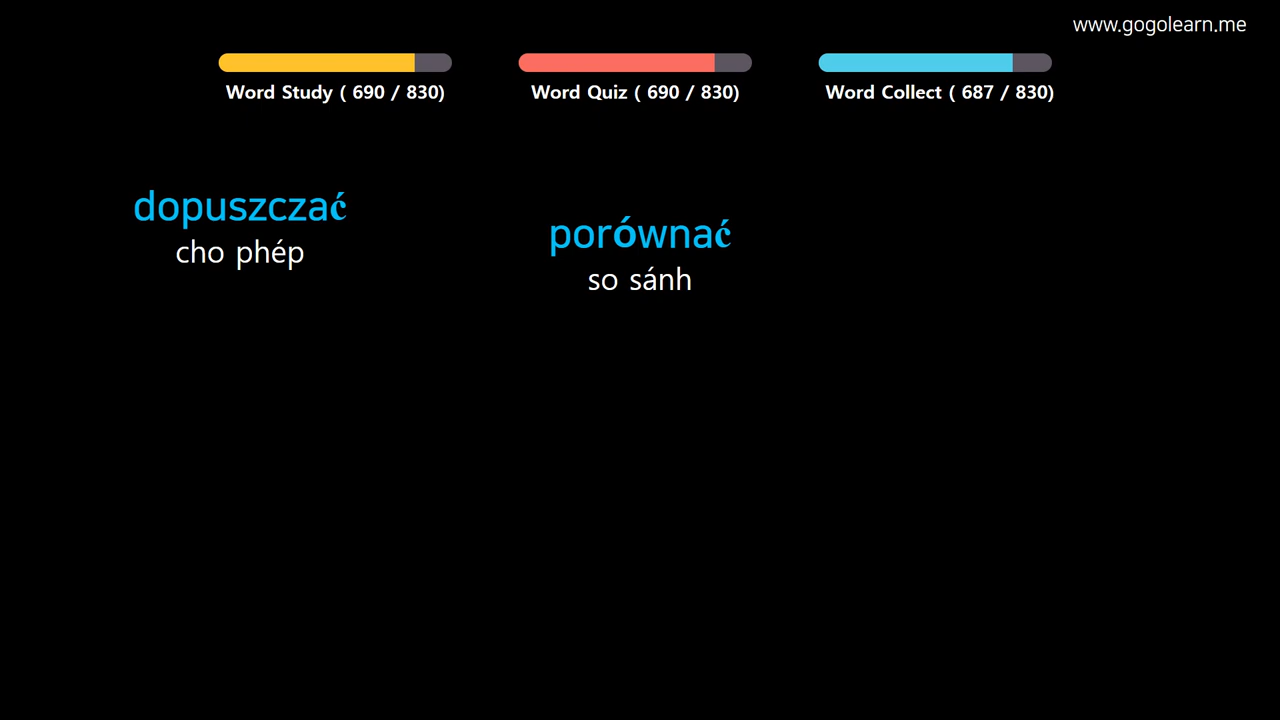 www.gogolearn.me
Word Study ( 690 / 830)
Word Quiz ( 690 / 830)
Word Collect ( 687 / 830)
dopuszczać
cho phép
porównać
so sánh